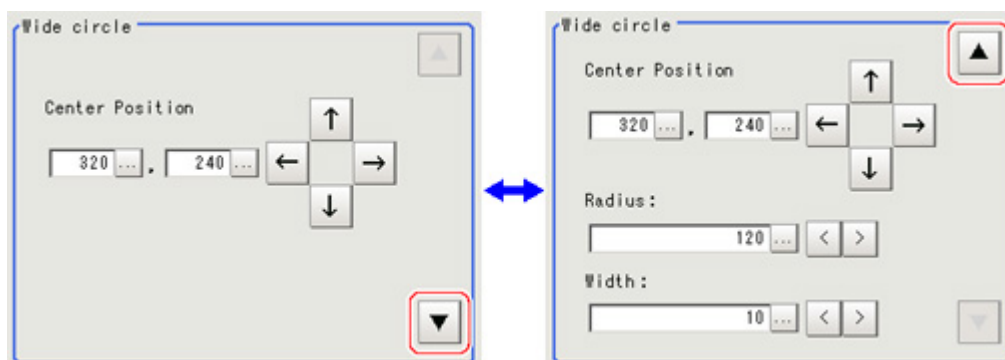 Wide circle
Center Position
320 ... , 240 ...
Wide circle
Center Position
320 ... , 240 ...
Radius:
120 ... < >
Width:
10 ... < >